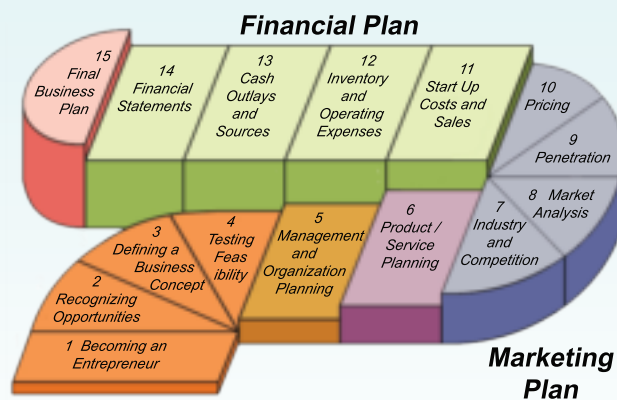 Financial Plan
15
Final
Business
Plan
14
Financial
Statements
13
Cash
Outlays
and
Sources
12
Inventory
and
Operating
Expenses
11
Start Up
Costs and
Sales
10
Pricing
9
Penetration
8 Market
Analysis
7
Industry
and
Competition
6
Product /
Service
Planning
5
Management
and
Organization
Planning
4
Testing
Feas
ibility
3
Defining a
Business
Concept
2
Recognizing
Opportunities
1 Becoming an
Entrepreneur
Marketing
Plan